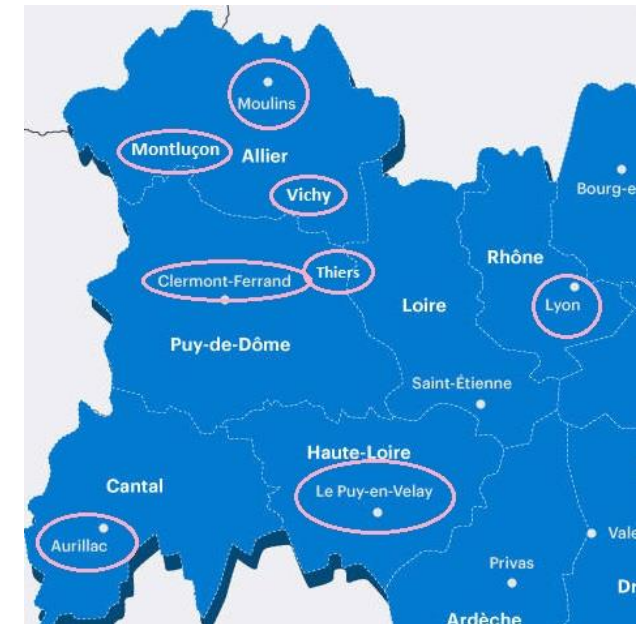 Moulins
Montluçon
Allier
Vichy
Bourg-e
Rhône
Thiers
Clermont-Ferrand
Loire
Lyon
Puy-de-Dôme
Saint-Étienne
Haute-Loire
Cantal
Le Puy-en-Velay
Aurillac
Vale
Privas
Dr
Ardèche